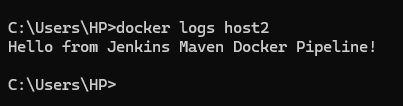 C:\Users\HP>docker logs host2
Hello from Jenkins Maven Docker Pipeline!
C:\Users\HP>